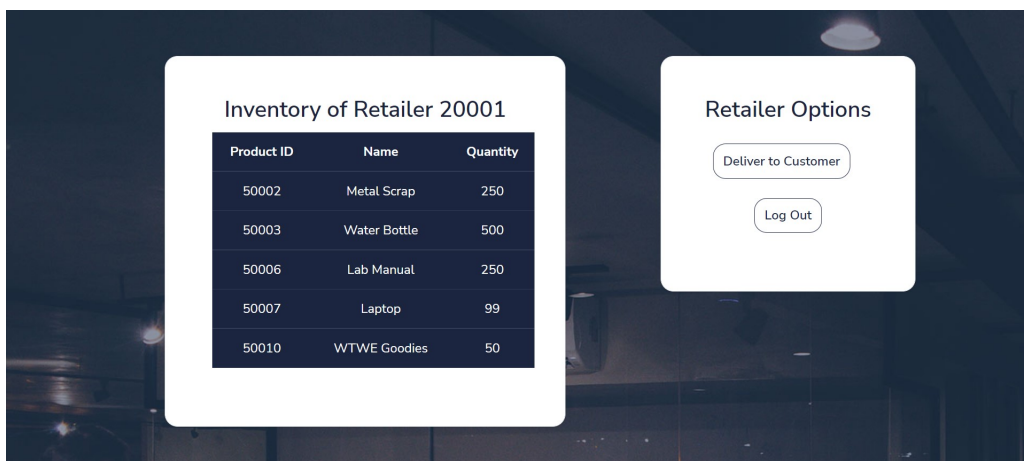 Inventory of Retailer 20001
Product ID Name Quantity
50002 Metal Scrap 250
50003 Water Bottle 500
50006 Lab Manual 250
50007 Laptop 99
50010 WTWE Goodies 50
Retailer Options
Deliver to Customer
Log Out